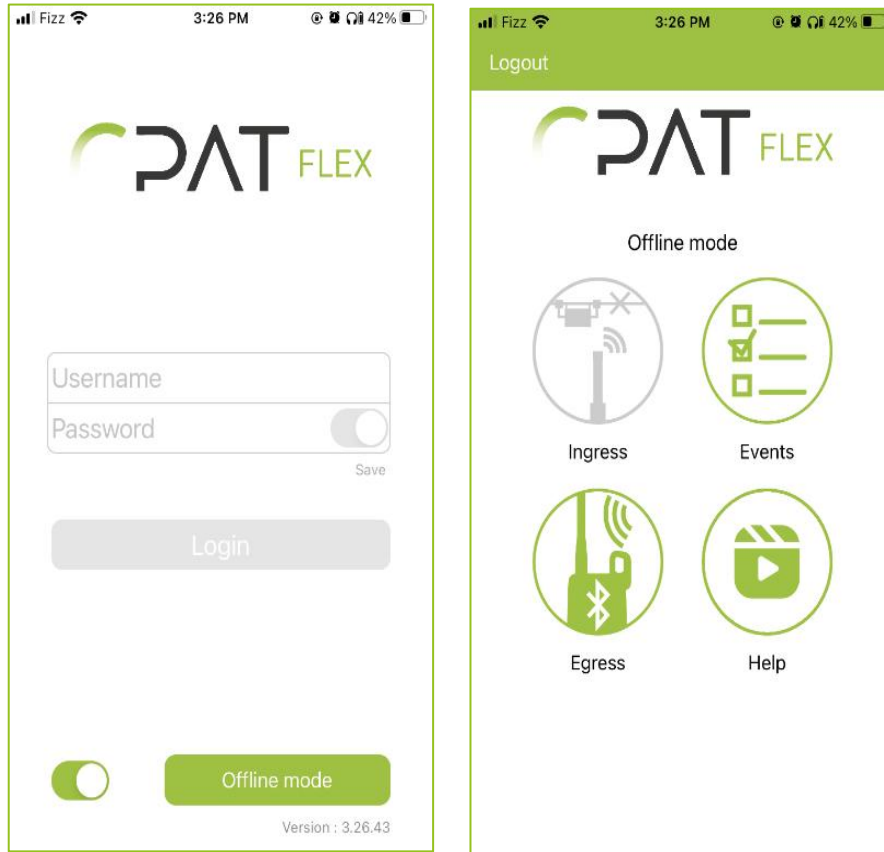 Fizz 3:26 PM 42%
PAT FLEX
Username
Password
Save
Login
Offline mode
Version : 3.26.43
Fizz 3:26 PM 42%
Logout
PAT FLEX
Offline mode
Ingress Events
Egress Help